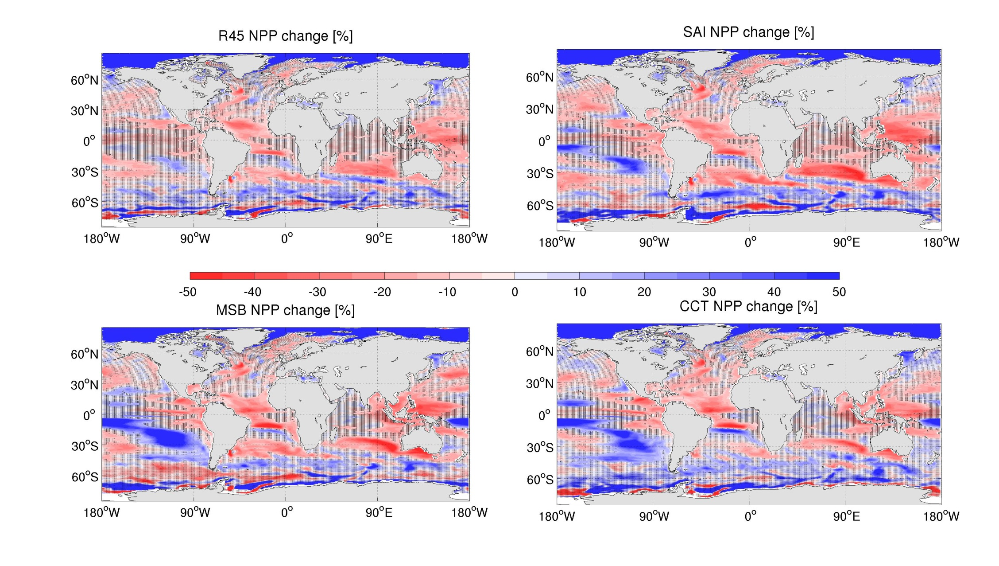 R45 NPP change [%]
SAI NPP change [%]
60°N
30°N
0°
30°S
60°S
180°W 90°W 0° 90°E 180°W
60°N
30°N
0°
30°S
60°S
180°W 90°W 0° 90°E 180°W
-50 -40 -30 -20 -10 0 10 20 30 40 50
MSB NPP change [%]
CCT NPP change [%]
60°N
30°N
0°
30°S
60°S
180°W 90°W 0° 90°E 180°W
60°N
30°N
0°
30°S
60°S
180°W 90°W 0° 90°E 180°W